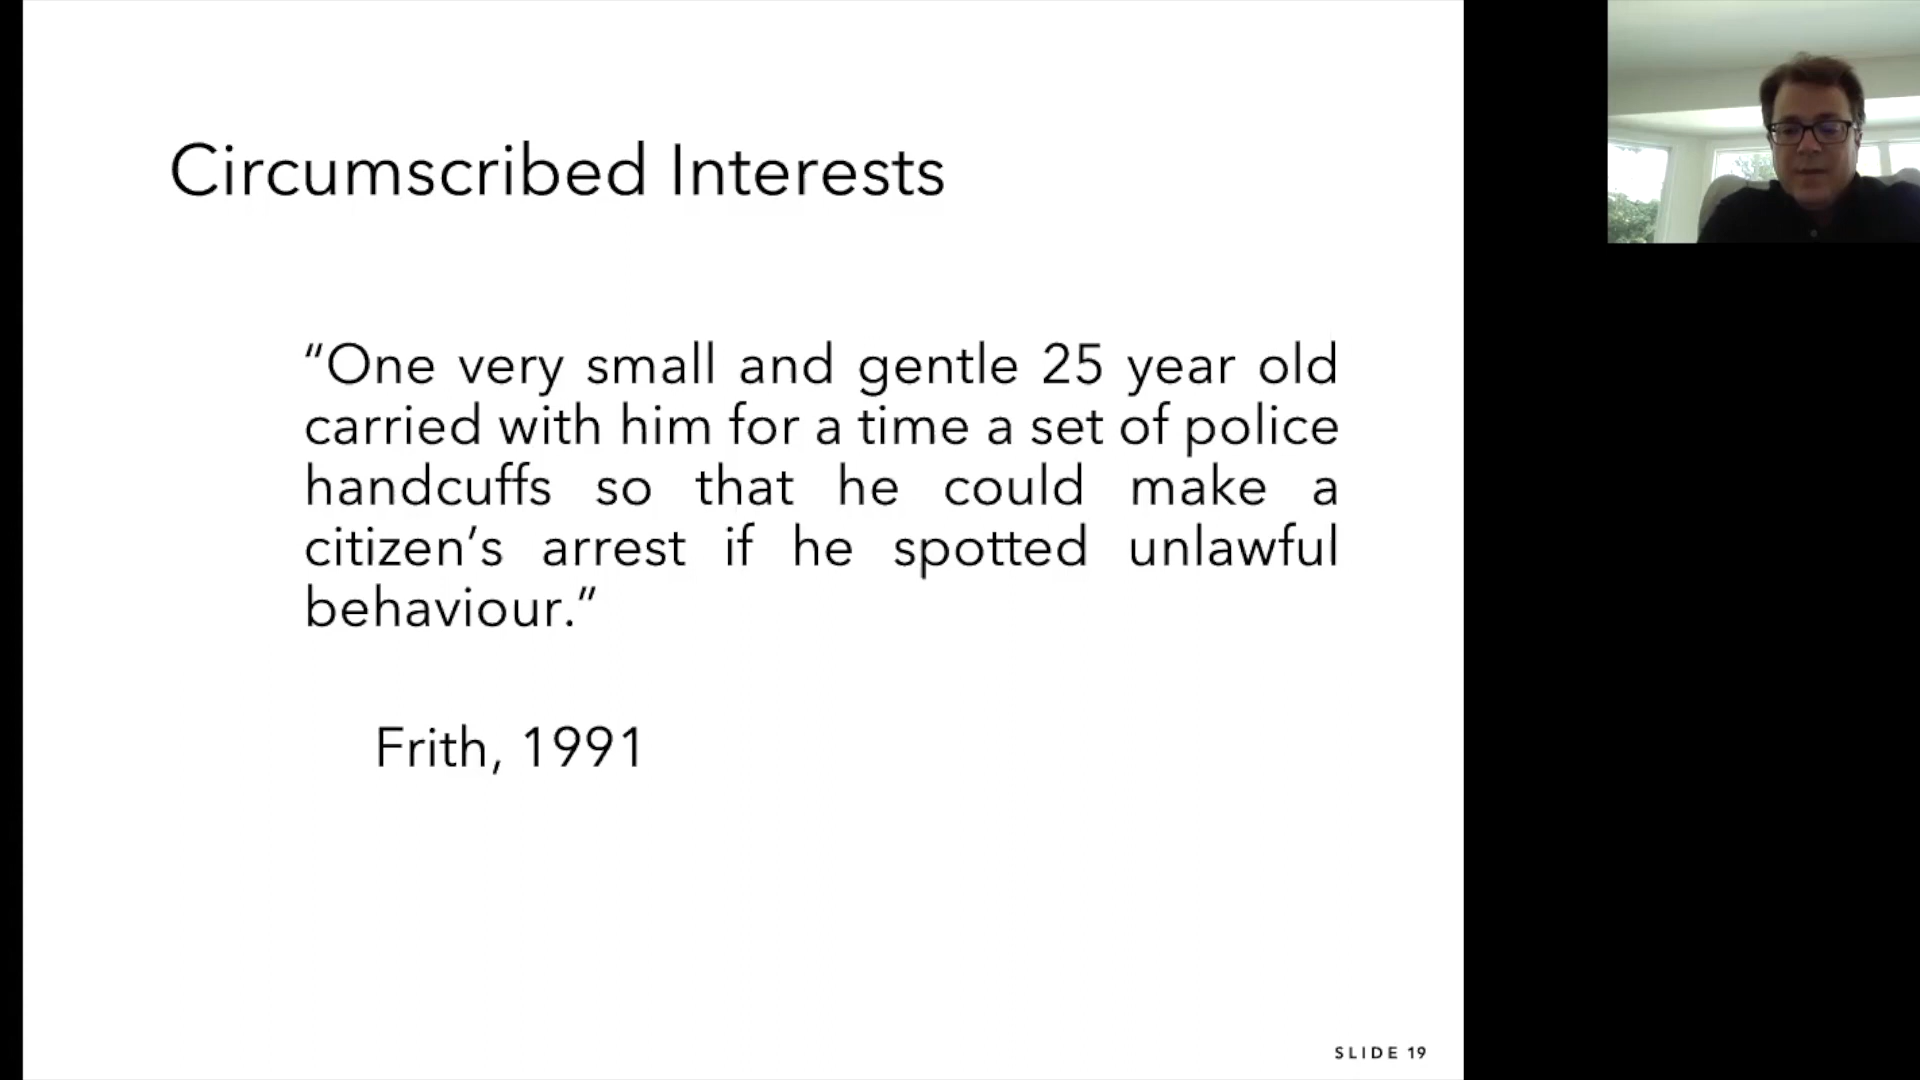 Circumscribed Interests
“One very small and gentle 25 year old
carried with him for a time a set of police
handcuffs so that he could make a
citizen’s arrest if he spotted unlawful
behaviour.”
Frith, 1991
SLIDE 19